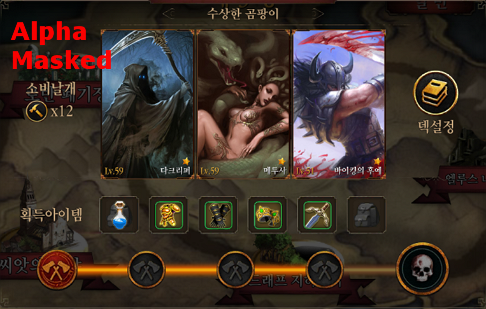 수상한 곰팡이
Alpha
Masked
소비날개
x12
Lv.59
다크리퍼
Lv.59
메두사
Lv.51
바이킹의 후예
덱설정
획득아이템